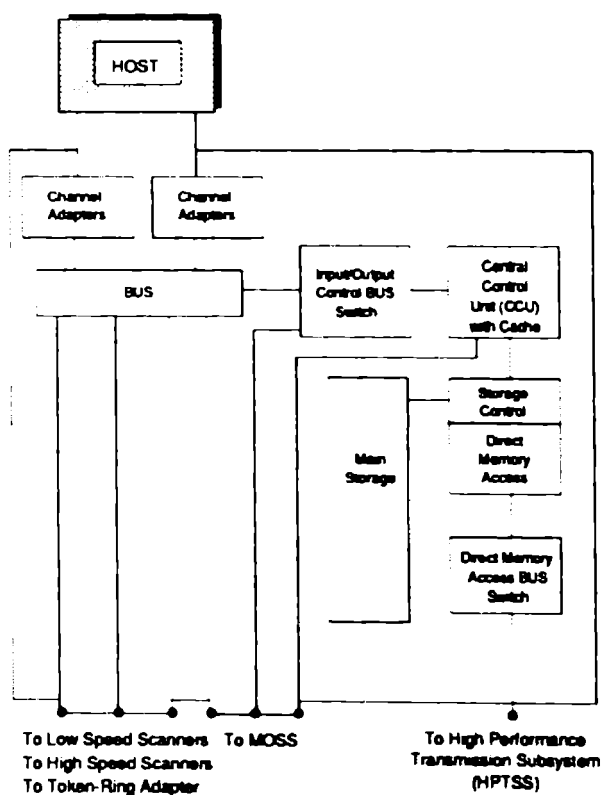 HOST
Channel
Adapters
Channel
Adapters
BUS
Input/Output
Control BUS
Switch
Central
Control
Unit (CCU)
with Cache
Storage
Control
Main
Storage
Direct
Memory
Access
Direct Memory
Access BUS
Switch
To Low Speed Scanners
To High Speed Scanners
To Token-Ring Adapter
To MOSS
To High Performance
Transmission Subsystem
(HPTSS)